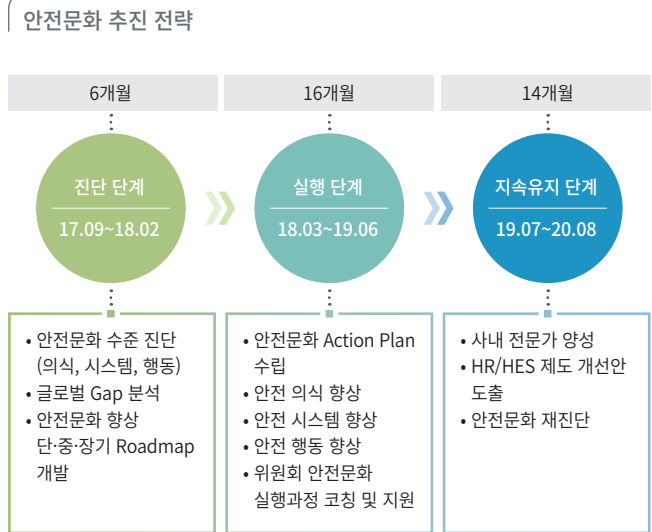 안전문화 추진 전략
6개월
진단 단계
17.09~18.02
• 안전문화 수준 진단
(의식, 시스템, 행동)
• 글로벌 Gap 분석
• 안전문화 향상
단·중·장기 Roadmap
개발
16개월
실행 단계
18.03~19.06
• 안전문화 Action Plan
수립
• 안전 의식 향상
• 안전 시스템 향상
• 안전 행동 향상
• 위원회 안전문화
실행과정 코칭 및 지원
14개월
지속유지 단계
19.07~20.08
• 사내 전문가 양성
• HR/HES 제도 개선안
도출
• 안전문화 재진단